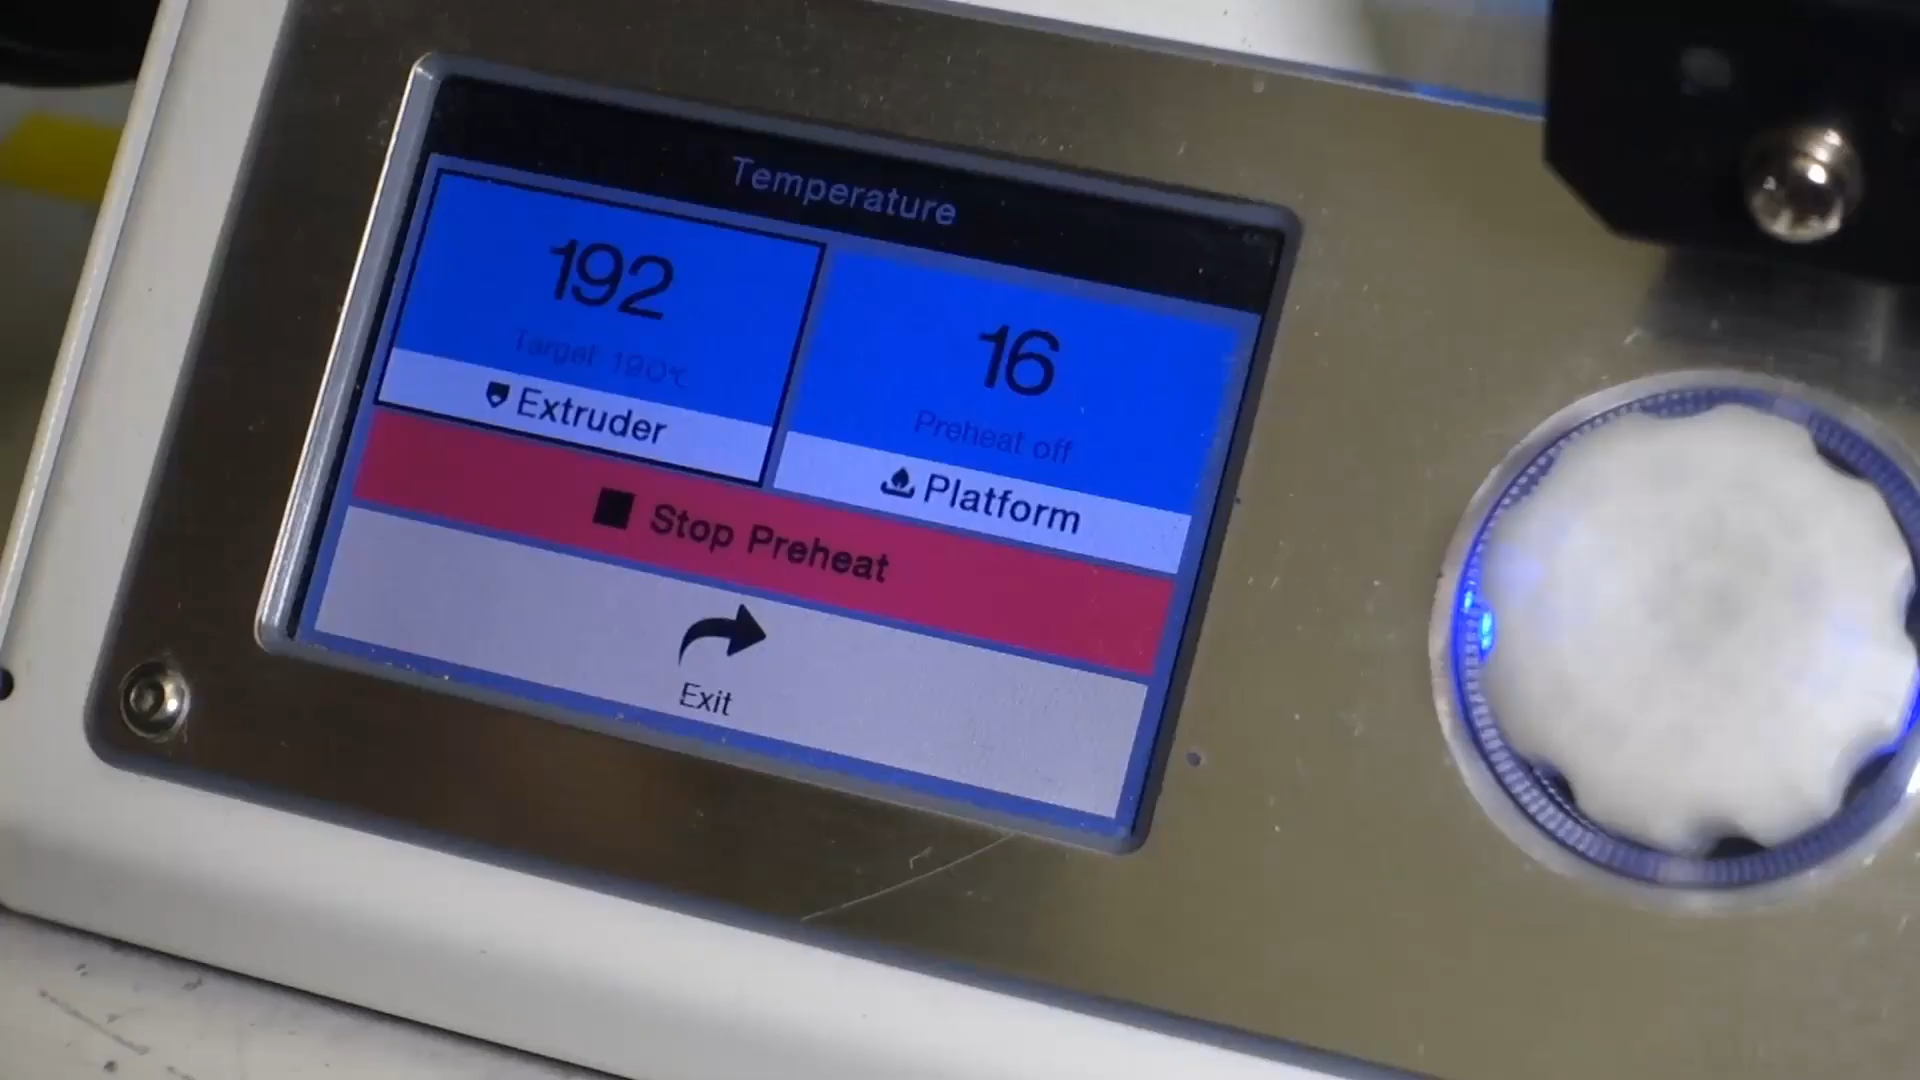 Temperature
192
Target 190℃
Extruder
16
Preheat off
Platform
Stop Preheat
Exit